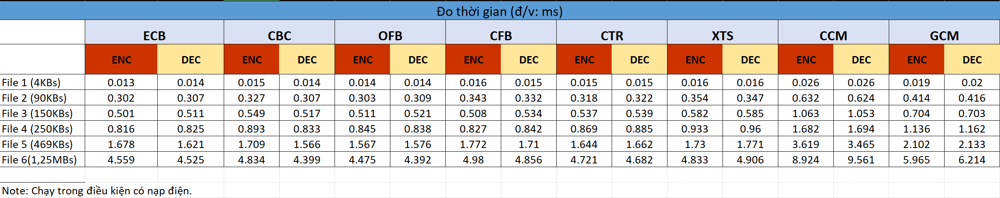 Đo thời gian (đ/v: ms)
ECB CBC OFB CFB CTR XTS CCM GCM
ENC DEC ENC DEC ENC DEC ENC DEC ENC DEC ENC DEC ENC DEC ENC DEC
File 1 (4KBs) 0.013 0.014 0.015 0.014 0.014 0.014 0.016 0.015 0.015 0.015 0.016 0.016 0.026 0.026 0.019 0.02
File 2 (90KBs) 0.302 0.307 0.327 0.307 0.303 0.309 0.343 0.332 0.318 0.322 0.354 0.347 0.632 0.624 0.414 0.416
File 3 (150KBs) 0.501 0.511 0.549 0.517 0.511 0.521 0.508 0.534 0.537 0.539 0.582 0.585 1.063 1.053 0.704 0.703
File 4 (250KBs) 0.816 0.825 0.893 0.833 0.845 0.838 0.827 0.842 0.869 0.885 0.933 0.96 1.682 1.694 1.136 1.162
File 5 (469KBs) 1.678 1.621 1.709 1.566 1.567 1.576 1.772 1.71 1.644 1.662 1.73 1.771 3.619 3.465 2.102 2.133
File 6(1,25MBs) 4.559 4.525 4.834 4.399 4.475 4.392 4.98 4.856 4.721 4.682 4.833 4.906 8.924 9.561 5.965 6.214
Note: Chạy trong điều kiện có nạp điện.